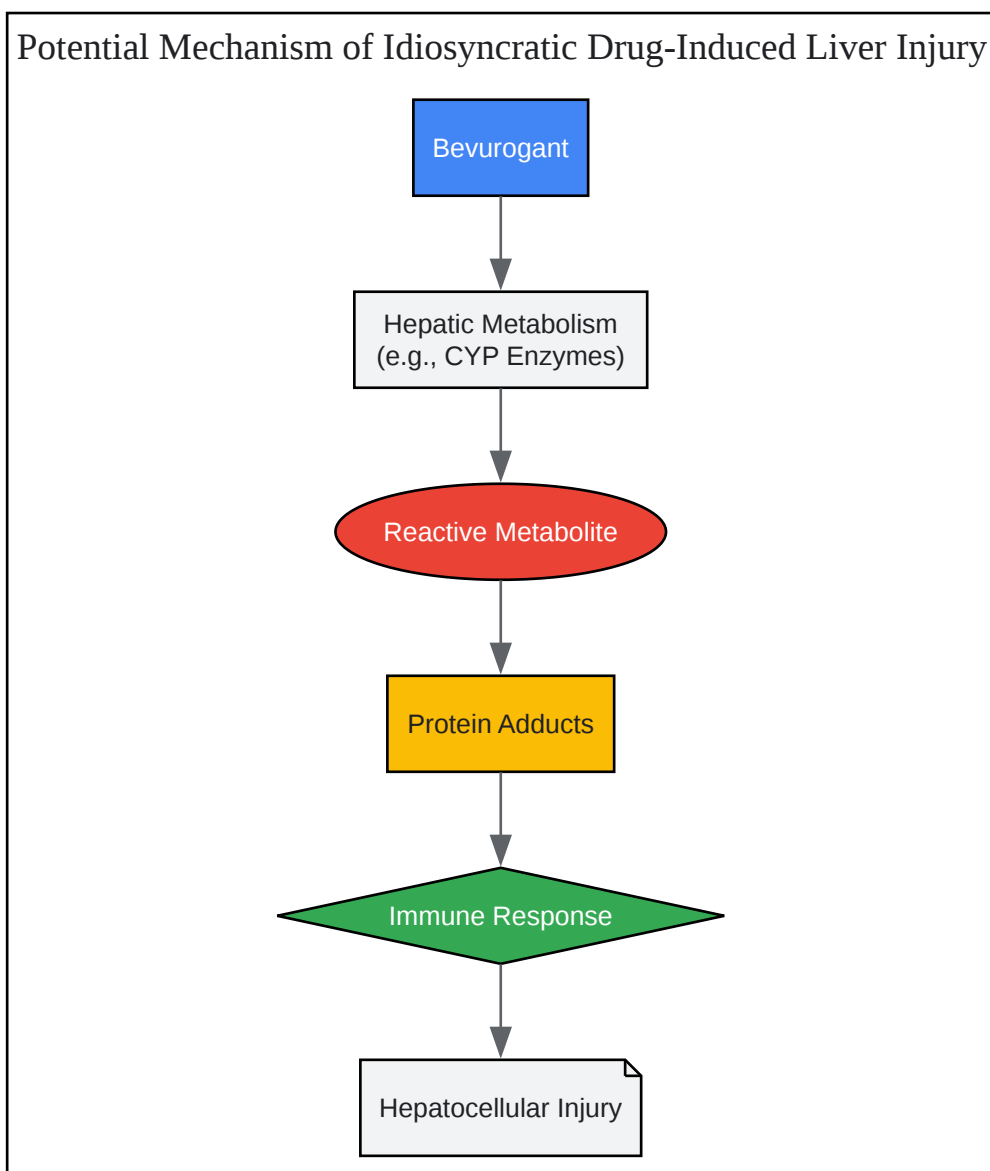 Potential Mechanism of Idiosyncratic Drug-Induced Liver Injury
Bevurogant
Hepatic Metabolism
(e.g., CYP Enzymes)
Reactive Metabolite
Protein Adducts
Immune Response
Hepatocellular Injury